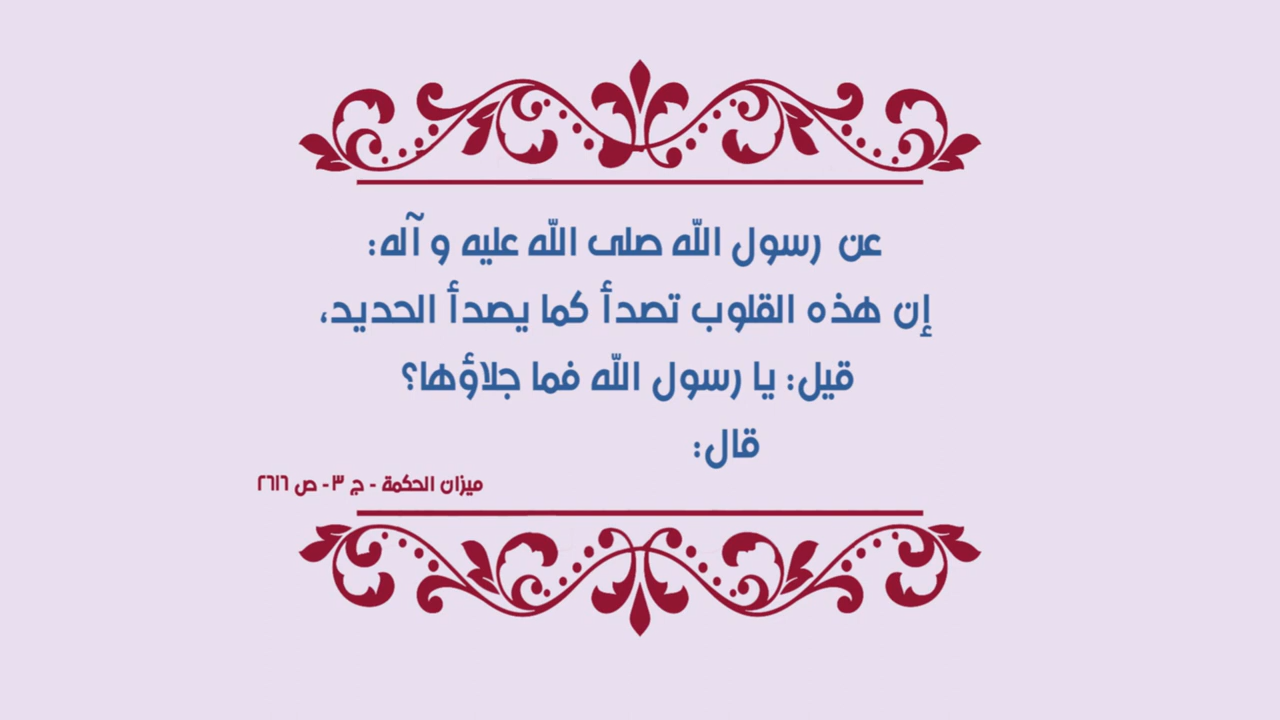 عن رسول الله صلى الله عليه و آله:
إن هذه القلوب تصدأ كما يصدأ الحديد،
قيل: يا رسول الله فما جلاؤها؟
قال:
ميزان الحكمة - ج ٣- ص ٢٦١٦